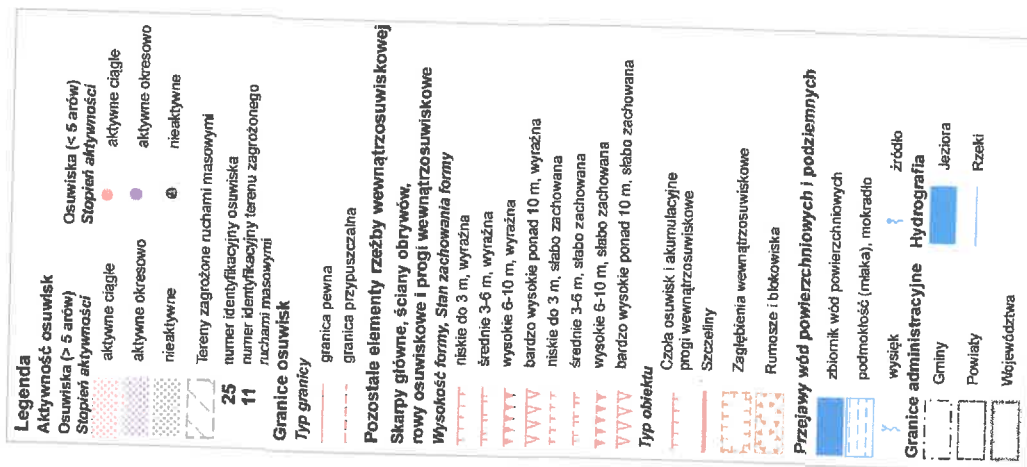 Legenda
Aktywność osuwisk
Osuwiska (> 5 arów)
Stopień aktywności
aktywne ciągle
aktywne okresowo
nieaktywne
Osuwiska (< 5 arów)
Stopień aktywności
aktywne ciągle
aktywne okresowo
nieaktywne
Tereny zagrożone ruchami masowymi
25 numer identyfikacyjny osuwiska
11 numer identyfikacyjny terenu zagrożonego
ruchami masowymi
Granice osuwisk
Typ granicy
granica pewna
granica przypuszczalna
Pozostałe elementy rzeźby wewnątrzosuwiskowej
Skarpy główne, ściany obrywów,
rowy osuwiskowe i progi wewnątrzosuwiskowe
Wysokość formy, Stan zachowania formy
niskie do 3 m, wyraźna
średnie 3-6 m, wyraźna
wysokie 6-10 m, wyraźna
bardzo wysokie ponad 10 m, wyraźna
niskie do 3 m, słabo zachowana
średnie 3-6 m, słabo zachowana
wysokie 6-10 m, słabo zachowana
bardzo wysokie ponad 10 m, słabo zachowana
Typ obiektu
Czoła osuwisk i akumulacyjne
progi wewnątrzosuwiskowe
Szczeliny
Zagłębienia wewnątrzosuwiskowe
Rumosze i blokowiska
Przejawy wód powierzchniowych i podziemnych
zbiornik wód powierzchniowych
podmokłość (młaka), mokradło
wysięk
źródło
Granice administracyjne
Gminy
Powiaty
Województwa
Hydrografia
Jeziora
Rzeki